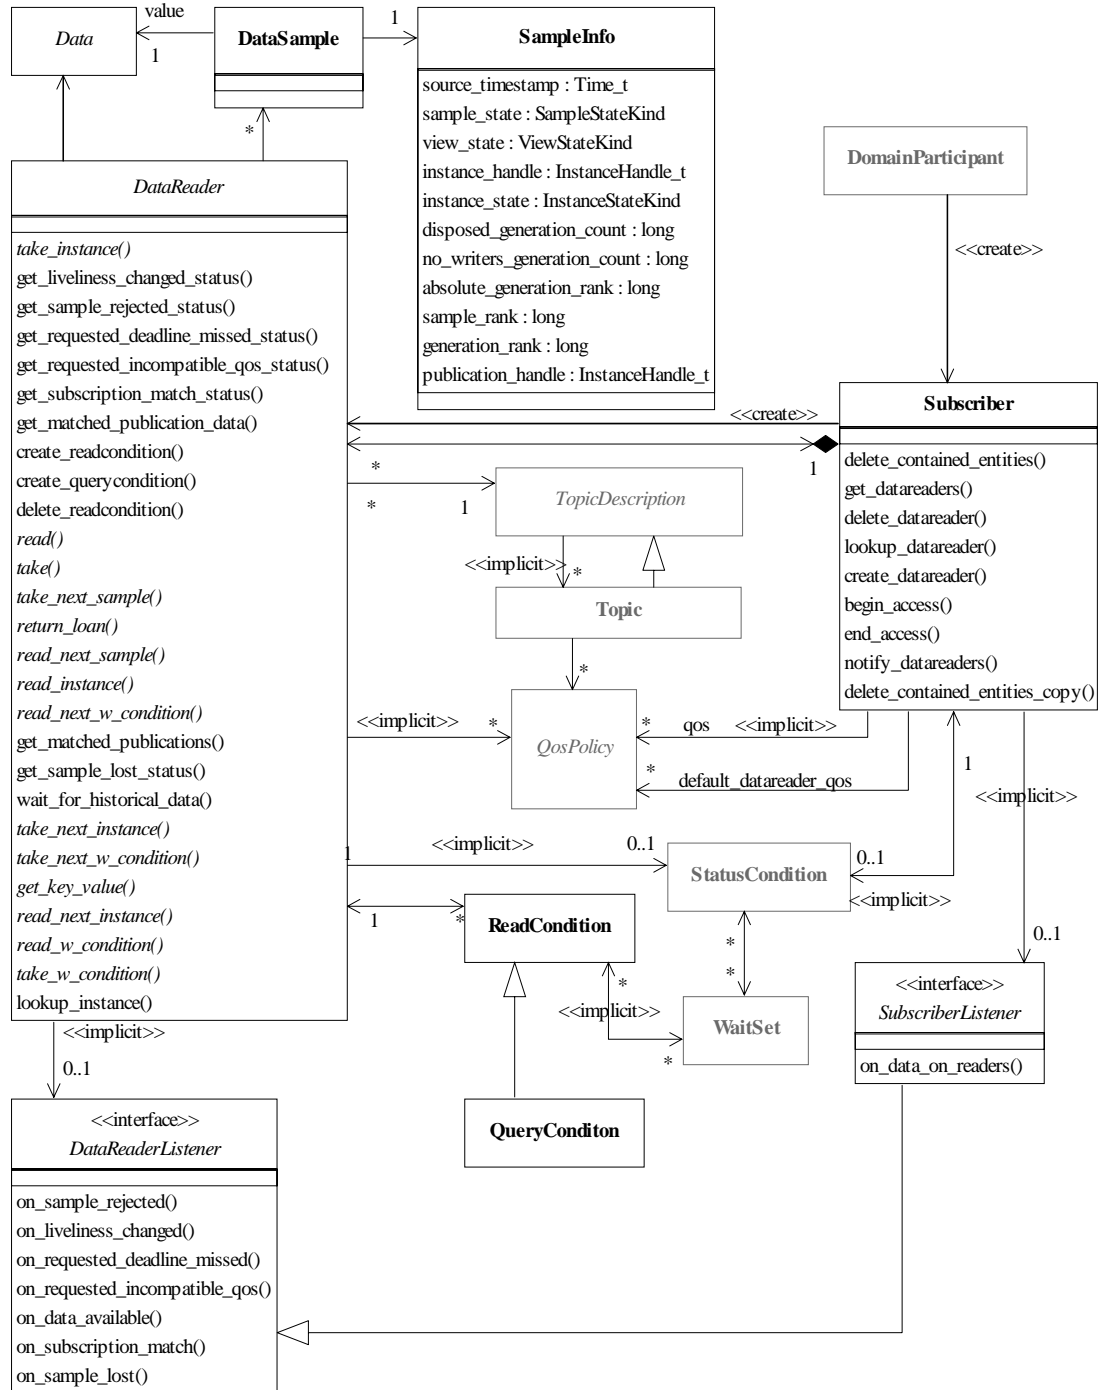 Data
value
1
DataSample
1
SampleInfo
source_timestamp : Time_t
sample_state : SampleStateKind
view_state : ViewStateKind
instance_handle : InstanceHandle_t
instance_state : InstanceStateKind
disposed_generation_count : long
no_writers_generation_count : long
absolute_generation_rank : long
sample_rank : long
generation_rank : long
publication_handle : InstanceHandle_t
*
DomainParticipant
<<create>>
DataReader
take_instance()
get_liveliness_changed_status()
get_sample_rejected_status()
get_requested_deadline_missed_status()
get_requested_incompatible_qos_status()
get_subscription_match_status()
get_matched_publication_data()
create_readcondition()
create_querycondition()
delete_readcondition()
read()
take()
take_next_sample()
return_loan()
read_next_sample()
read_instance()
read_next_w_condition()
get_matched_publications()
get_sample_lost_status()
wait_for_historical_data()
take_next_instance()
take_next_w_condition()
get_key_value()
read_next_instance()
read_w_condition()
take_w_condition()
lookup_instance()
<<create>>
*
1
Subscriber
delete_contained_entities()
get_datareaders()
delete_datareader()
lookup_datareader()
create_datareader()
begin_access()
end_access()
notify_datareaders()
delete_contained_entities_copy()
*
1
TopicDescription
<<implicit>>
*
Topic
*
<<implicit>>
*
QosPolicy
*
qos
<<implicit>>
*
default_datareader_qos
1
<<implicit>>
1
<<implicit>>
0..1
StatusCondition
0..1
<<implicit>>
1
*
ReadCondition
*
*
*
<<implicit>>
*
WaitSet
QueryConditon
0..1
<<interface>>
SubscriberListener
on_data_on_readers()
<<implicit>>
0..1
<<interface>>
DataReaderListener
on_sample_rejected()
on_liveliness_changed()
on_requested_deadline_missed()
on_requested_incompatible_qos()
on_data_available()
on_subscription_match()
on_sample_lost()